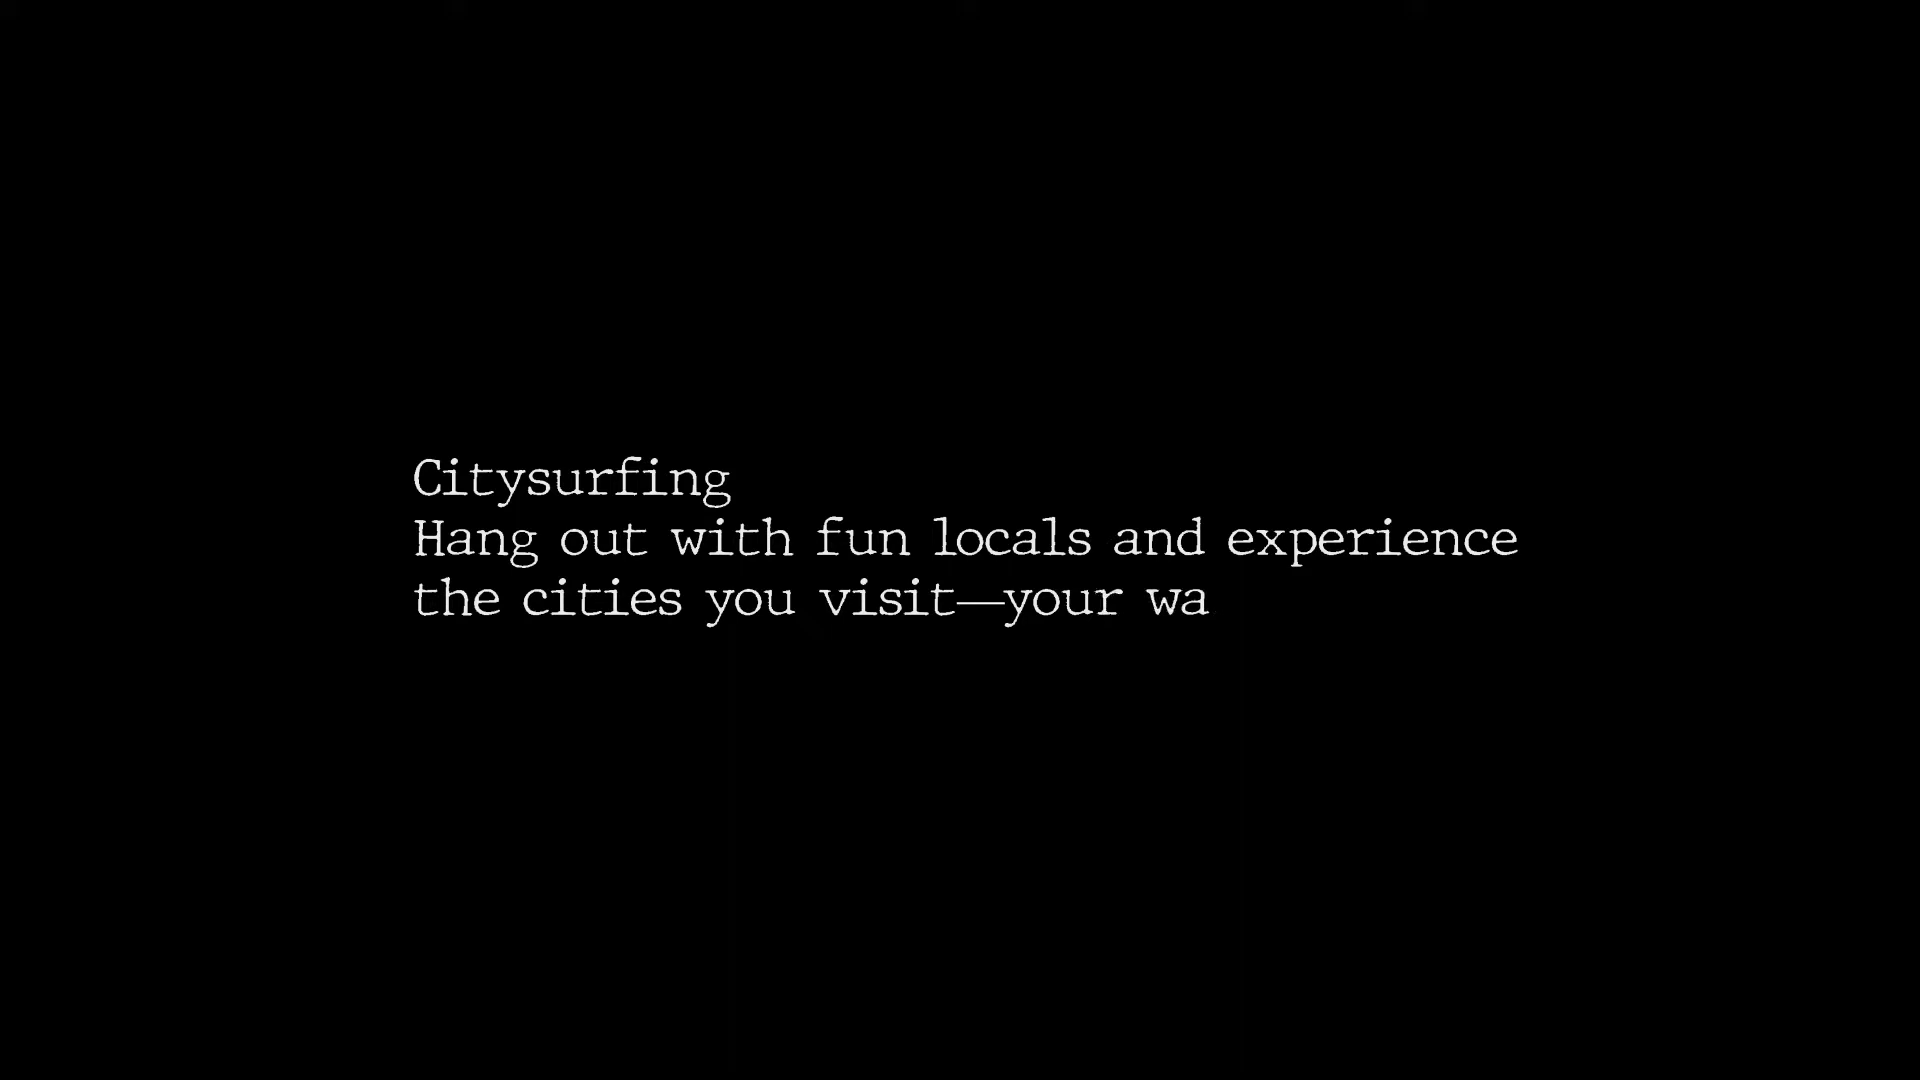 Citysurfing
Hang out with fun locals and experience
the cities you visit—your wa